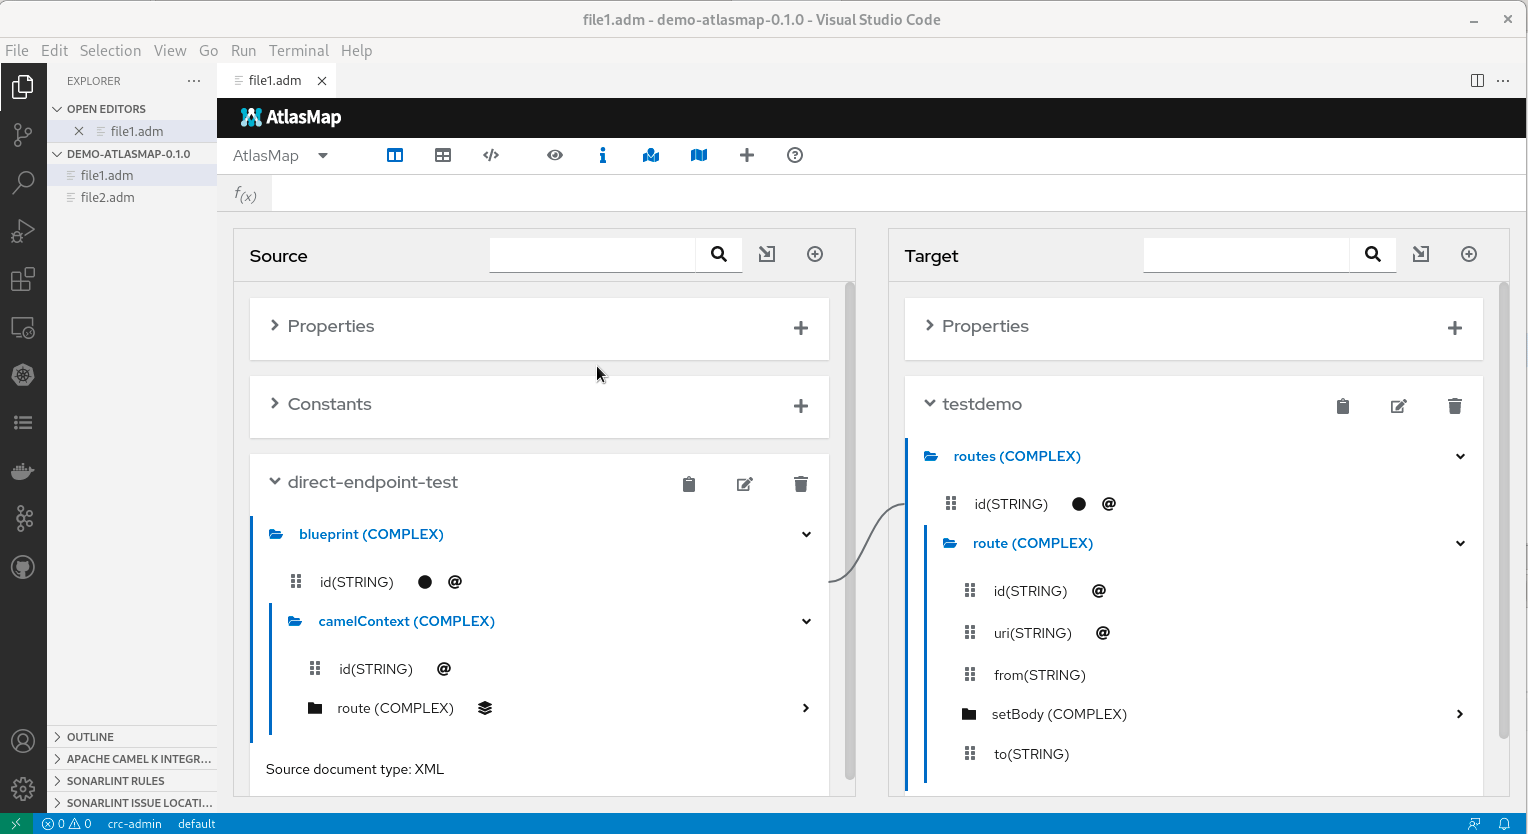 file1.adm - demo-atlasmap-0.1.0 - Visual Studio Code
File Edit Selection View Go Run Terminal Help
EXPLORER
OPEN EDITORS
file1.adm
DEMO-ATLASMAP-0.1.0
file1.adm
file2.adm
OUTLINE
APACHE CAMEL K INTEGR...
SONARLINT RULES
SONARLINT ISSUE LOCATI...
file1.adm
AtlasMap
AtlasMap
f(x)
Source
Properties
Constants
direct-endpoint-test
blueprint (COMPLEX)
id(STRING) @
camelContext (COMPLEX)
id(STRING) @
route (COMPLEX)
Source document type: XML
Target
Properties
testdemo
routes (COMPLEX)
id(STRING) @
route (COMPLEX)
id(STRING) @
uri(STRING) @
from(STRING)
setBody (COMPLEX)
to(STRING)
0 0 crc-admin default